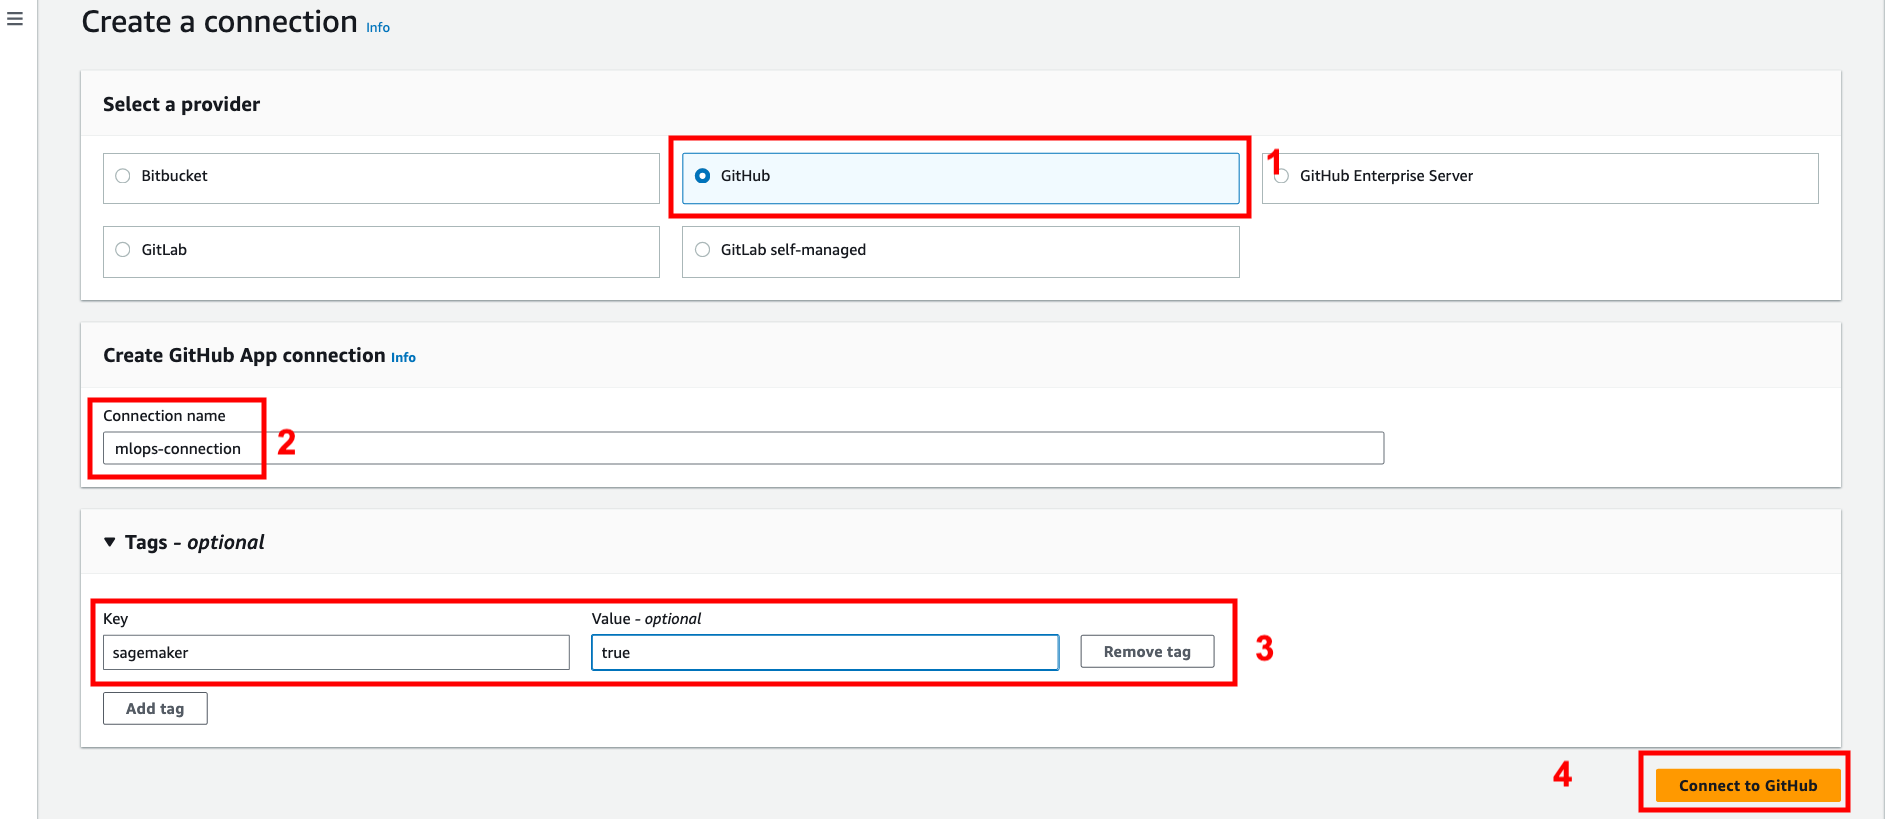 Create a connection Info
Select a provider
Bitbucket
GitHub
1
GitHub Enterprise Server
GitLab
GitLab self-managed
Create GitHub App connection Info
Connection name
mlops-connection
2
Tags - optional
Key
Value - optional
sagemaker
true
Remove tag
3
Add tag
4
Connect to GitHub